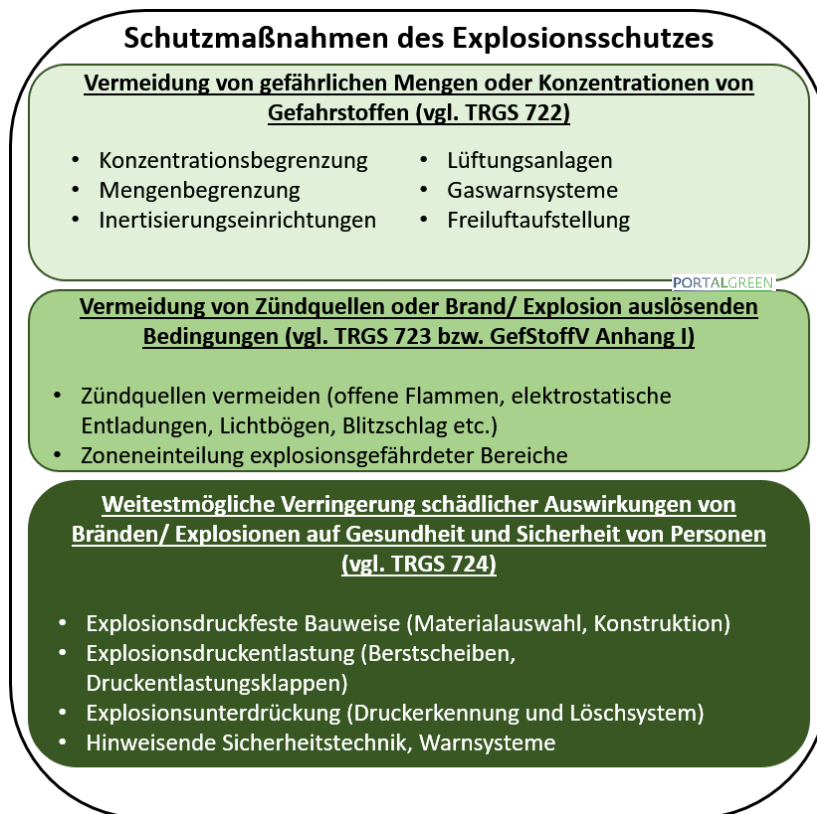 Schutzmaßnahmen des Explosionsschutzes
Vermeidung von gefährlichen Mengen oder Konzentrationen von
Gefahrstoffen (vgl. TRGS 722)
• Konzentrationsbegrenzung
• Mengenbegrenzung
• Inertisierungseinrichtungen
• Lüftungsanlagen
• Gaswarnsysteme
• Freiluftaufstellung
PORTALGREEN
Vermeidung von Zündquellen oder Brand/ Explosion auslösenden
Bedingungen (vgl. TRGS 723 bzw. GefStoffV Anhang I)
• Zündquellen vermeiden (offene Flammen, elektrostatische
Entladungen, Lichtbögen, Blitzschlag etc.)
• Zoneneinteilung explosionsgefährdeter Bereiche
Weitestmögliche Verringerung schädlicher Auswirkungen von
Bränden/ Explosionen auf Gesundheit und Sicherheit von Personen
(vgl. TRGS 724)
• Explosionsdruckfeste Bauweise (Materialauswahl, Konstruktion)
• Explosionsdruckentlastung (Berstscheiben,
Druckentlastungsklappen)
• Explosionsunterdrückung (Druckerkennung und Löschsystem)
• Hinweisende Sicherheitstechnik, Warnsysteme